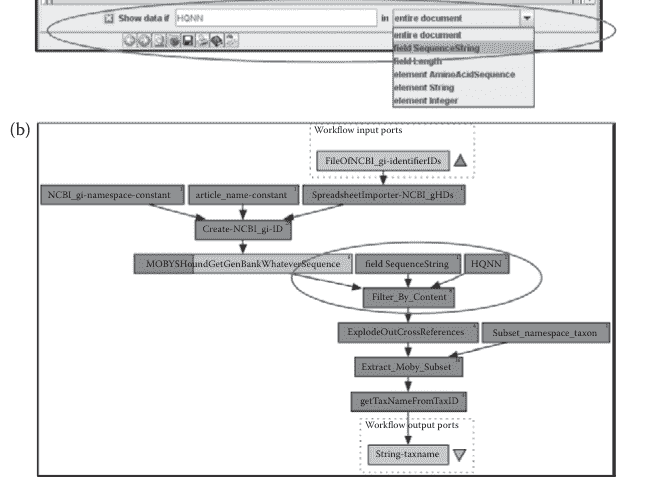 Show data if HQNN in entire document
entire document
field SequenceString
field Length
element AminoAcidSequence
element String
element Integer
(b)
Workflow input ports
FileOfNCBI_gi-identifierIDs
NCBI_gi-namespace-constant article_name-constant SpreadsheetImporter-NCBI_gHDs
Create-NCBI_gi-ID
MOBYSHoundGetGenBankWhateverSequence field SequenceString HQNN
Filter_By_Content
ExplodeOutCrossReferences Subset_namespace_taxon
Extract_Moby_Subset
getTaxNameFromTaxID
Workflow output ports
String-taxname